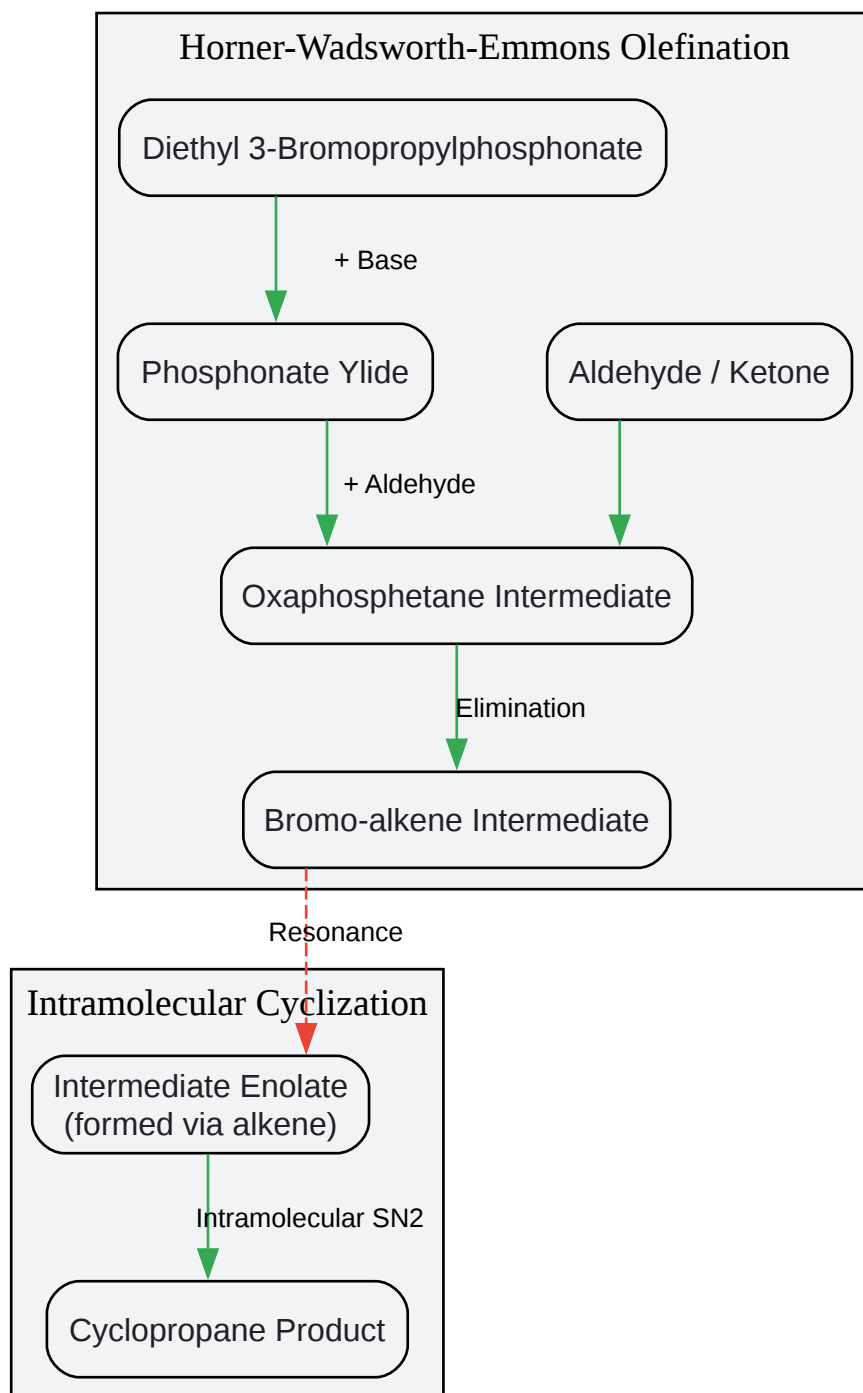 Horner-Wadsworth-Emmons Olefination
Diethyl 3-Bromopropylphosphonate
+ Base
Phosphonate Ylide
Aldehyde / Ketone
+ Aldehyde
Oxaphosphetane Intermediate
Elimination
Bromo-alkene Intermediate
Resonance
Intramolecular Cyclization
Intermediate Enolate
(formed via alkene)
Intramolecular SN2
Cyclopropane Product